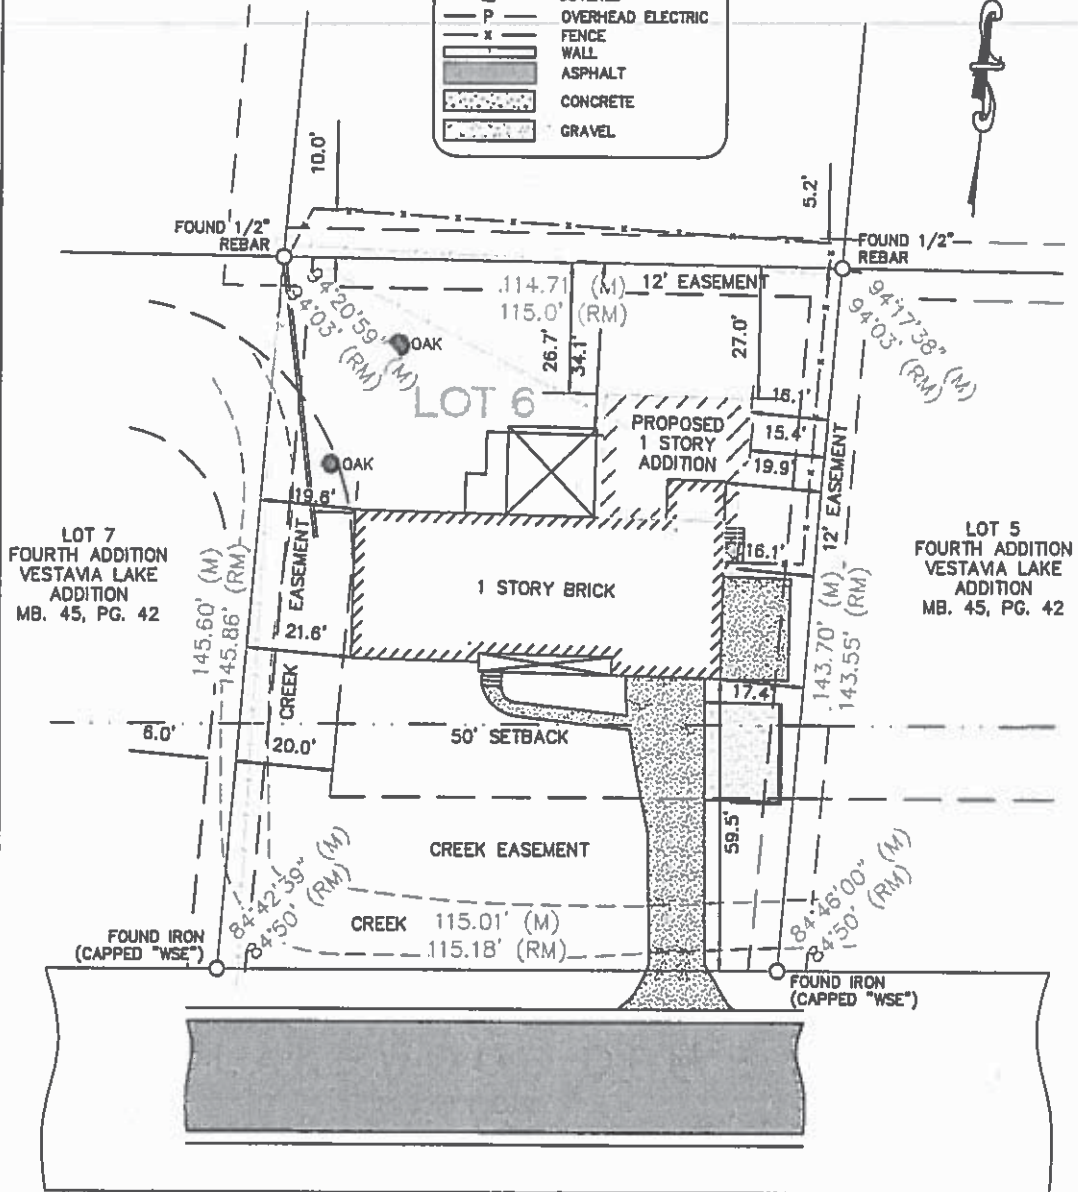 P
OVERHEAD ELECTRIC
x
FENCE
WALL
ASPHALT
CONCRETE
GRAVEL
10.0'
5.2'
FOUND 1/2"
REBAR
FOUND 1/2"
REBAR
114.71 (M)
115.0' (RM)
12' EASEMENT
94°20'59" (M)
94°03' (RM)
94°17'38" (M)
94°03' (RM)
OAK
26.7'
34.1'
27.0'
LOT 6
16.1'
PROPOSED
1 STORY
ADDITION
15.4'
19.9'
OAK
19.6'
12' EASEMENT
LOT 7
FOURTH ADDITION
VESTAVIA LAKE
ADDITION
MB. 45, PG. 42
LOT 5
FOURTH ADDITION
VESTAVIA LAKE
ADDITION
MB. 45, PG. 42
145.60' (M)
145.86' (RM)
CREEK EASEMENT
1 STORY BRICK
16.1'
143.70' (M)
143.55' (RM)
21.6'
17.4'
6.0'
20.0'
50' SETBACK
59.5'
CREEK EASEMENT
84°42'39" (M)
84°50' (RM)
CREEK
115.01' (M)
115.18' (RM)
84°46'00" (M)
84°50' (RM)
FOUND IRON
(CAPPED "WSE")
FOUND IRON
(CAPPED "WSE")